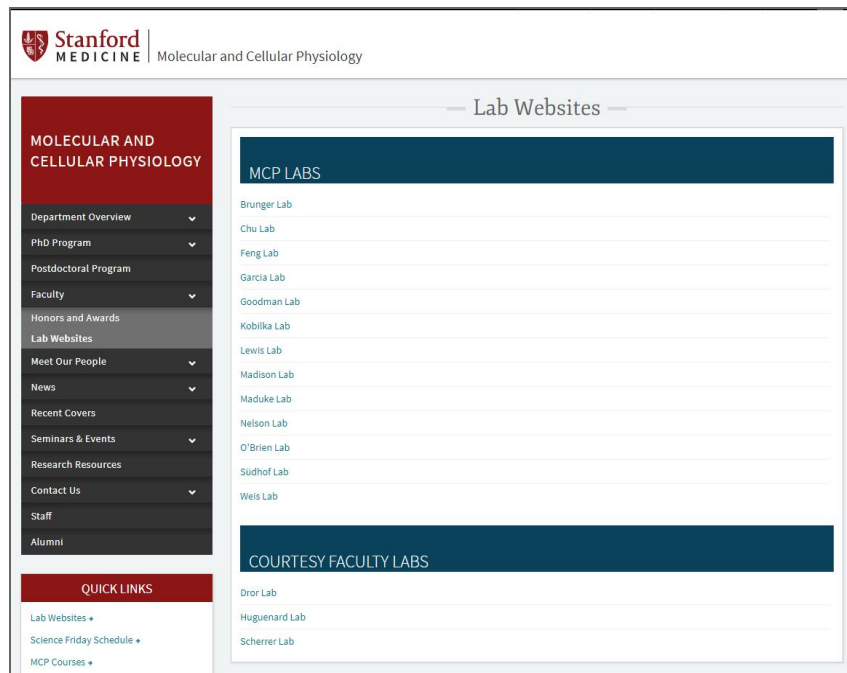 Stanford
MEDICINE
Molecular and Cellular Physiology
MOLECULAR AND
CELLULAR PHYSIOLOGY
Department Overview
PhD Program
Postdoctoral Program
Faculty
Honors and Awards
Lab Websites
Meet Our People
News
Recent Covers
Seminars & Events
Research Resources
Contact Us
Staff
Alumni
QUICK LINKS
Lab Websites
Science Friday Schedule
MCP Courses
Lab Websites
MCP LABS
Brunger Lab
Chu Lab
Feng Lab
Garcia Lab
Goodman Lab
Kobilka Lab
Lewis Lab
Madison Lab
Maduke Lab
Nelson Lab
O'Brien Lab
Südhof Lab
Weis Lab
COURTESY FACULTY LABS
Dror Lab
Huguenard Lab
Scherrer Lab